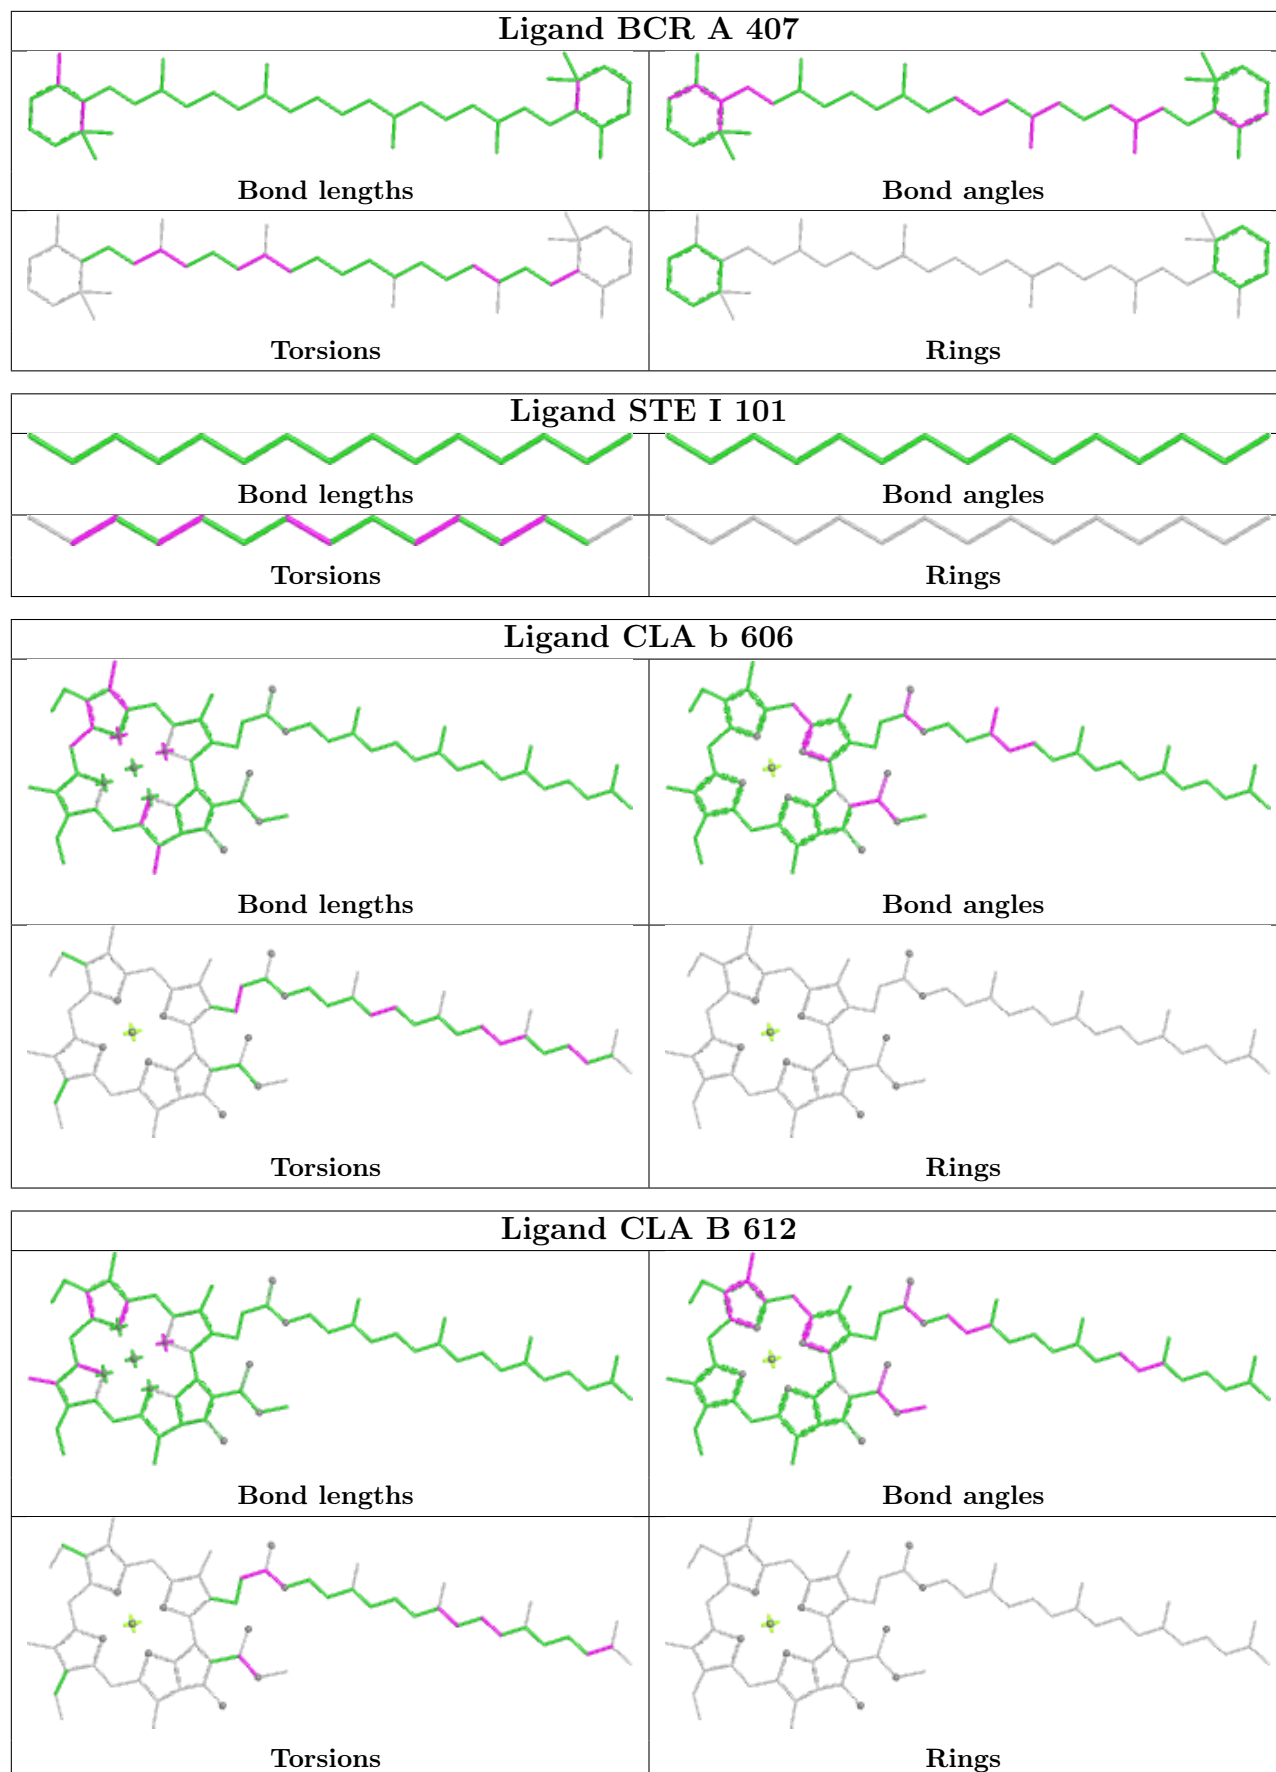 Ligand BCR A 407
Bond lengths
Bond angles
Torsions
Rings
Ligand STE I 101
Bond lengths
Bond angles
Torsions
Rings
Ligand CLA b 606
Bond lengths
Bond angles
Torsions
Rings
Ligand CLA B 612
Bond lengths
Bond angles
Torsions
Rings